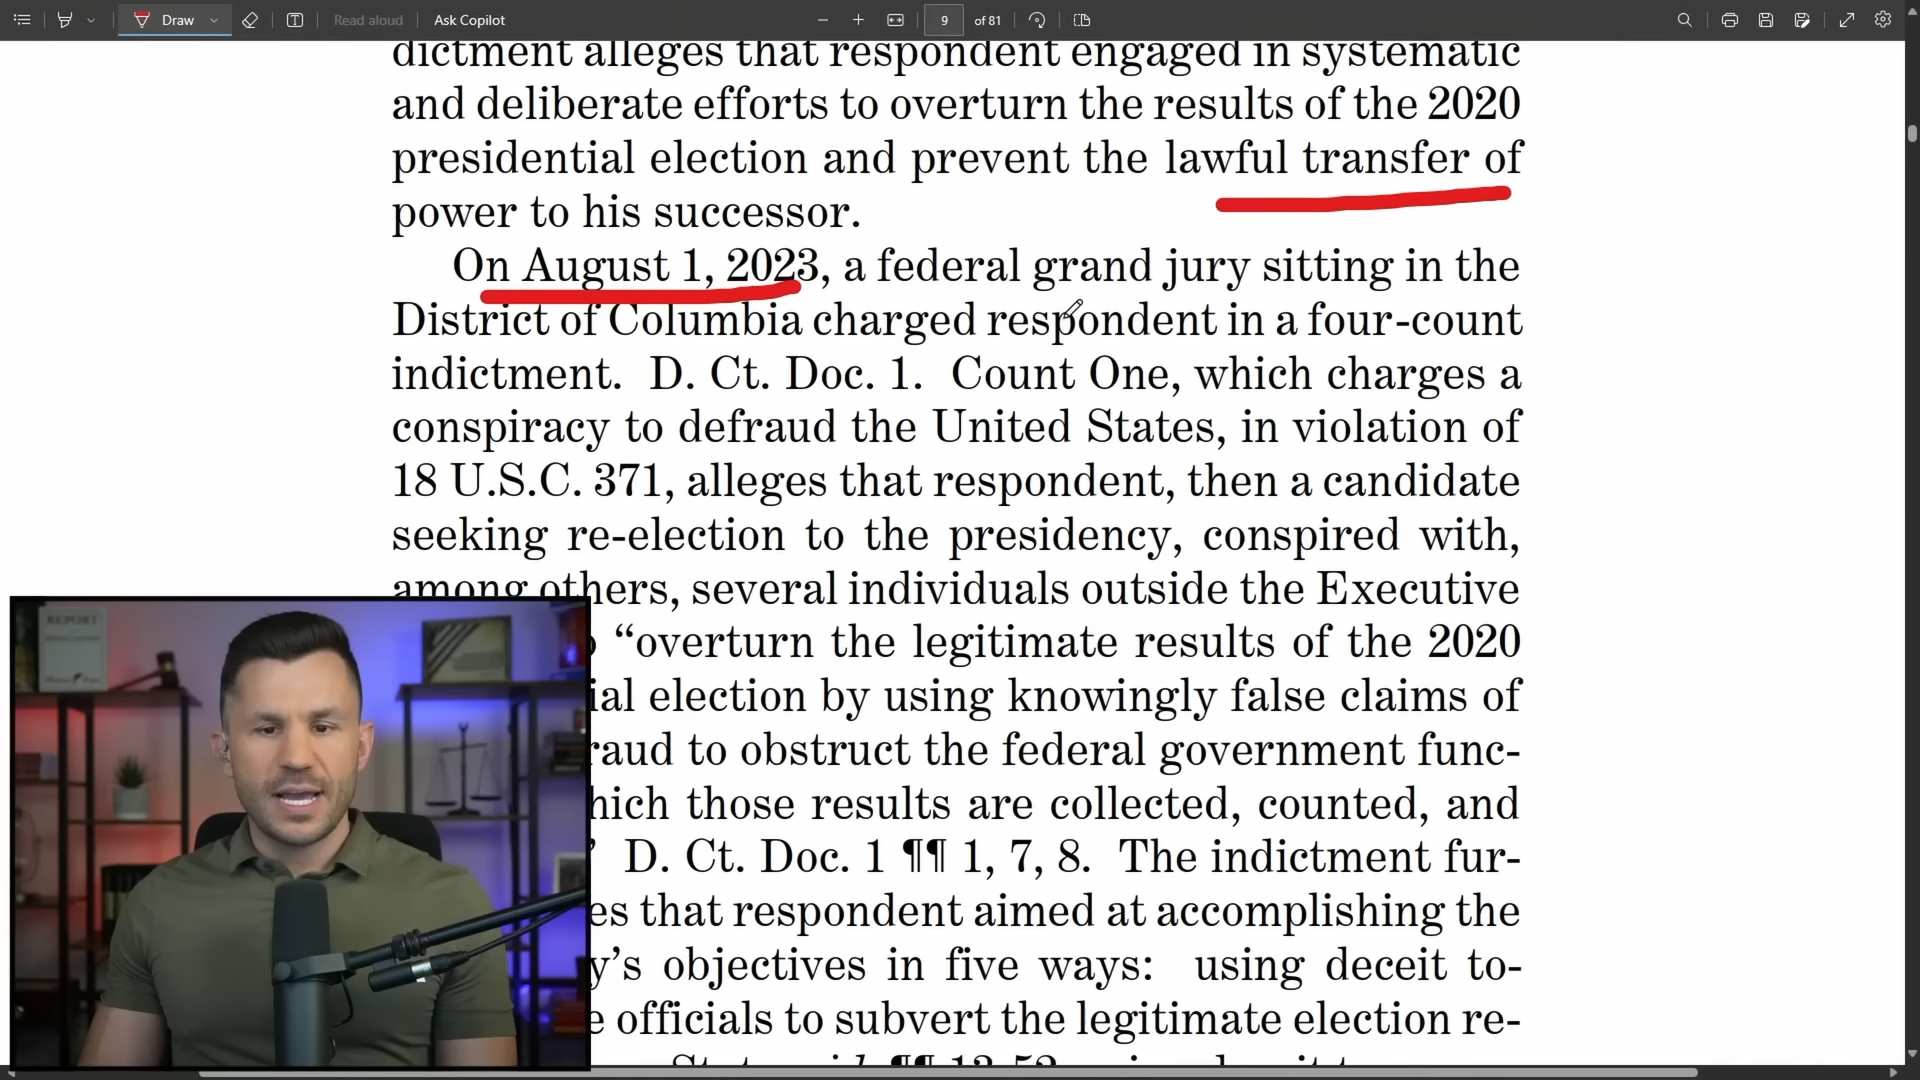 Draw
Read aloud
Ask Copilot
9
of 81
dictment alleges that respondent engaged in systematic
and deliberate efforts to overturn the results of the 2020
presidential election and prevent the lawful transfer of
power to his successor.
On August 1, 2023, a federal grand jury sitting in the
District of Columbia charged respondent in a four-count
indictment. D. Ct. Doc. 1. Count One, which charges a
conspiracy to defraud the United States, in violation of
18 U.S.C. 371, alleges that respondent, then a candidate
seeking re-election to the presidency, conspired with,
among others, several individuals outside the Executive
“overturn the legitimate results of the 2020
ial election by using knowingly false claims of
raud to obstruct the federal government func-
hich those results are collected, counted, and
D. Ct. Doc. 1 ¶¶ 1, 7, 8. The indictment fur-
es that respondent aimed at accomplishing the
y’s objectives in five ways: using deceit to-
e officials to subvert the legitimate election re-
REPORT